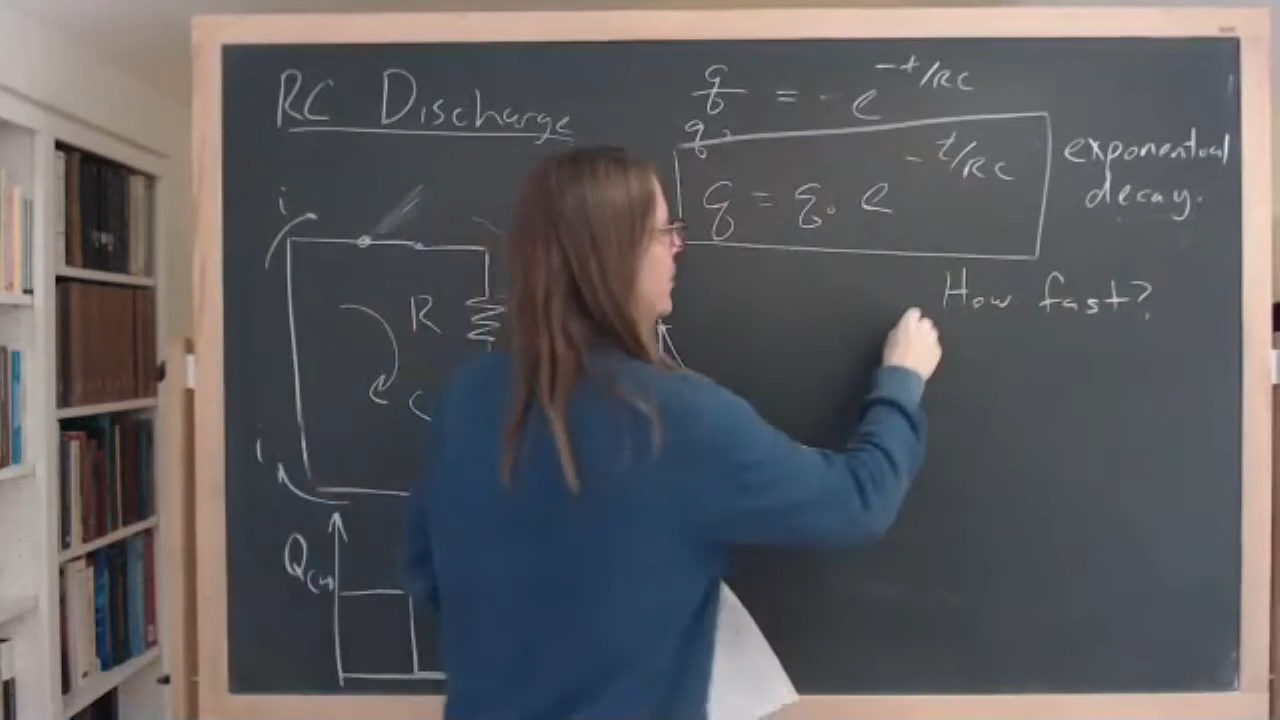 RC Discharge
q/q₀ = - e^{-t/RC}
q = q₀ e^{-t/RC}
exponential
decay.
How fast?
i
R
C
i
Q(t)